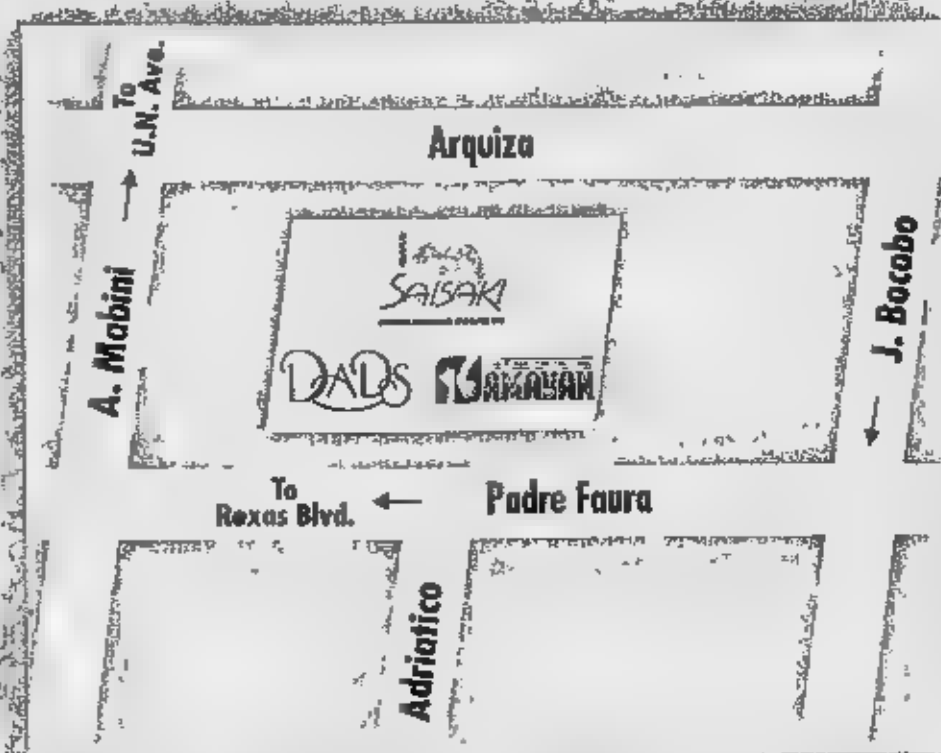 To
U.N. Ave.
Arquiza
A. Mabini
J. Bocobo
SAISAKI
DADS
KAMAYAN
To
Roxas Blvd.
Padre Faura
Adriatico